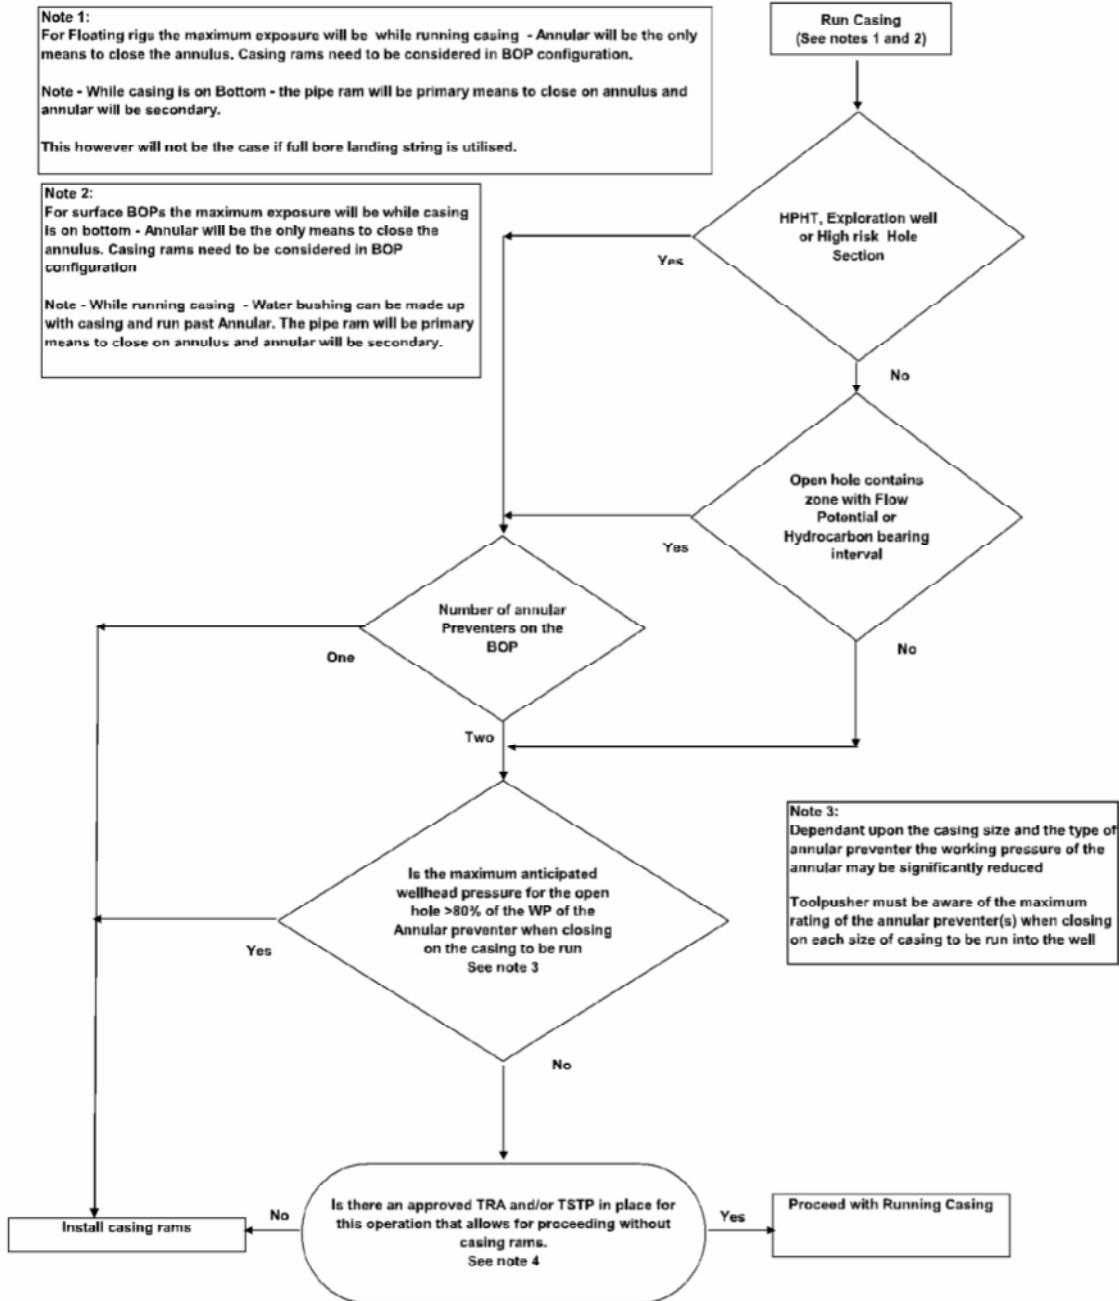 Note 1:
For Floating rigs the maximum exposure will be while running casing - Annular will be the only
means to close the annulus. Casing rams need to be considered in BOP configuration.
Note - While casing is on Bottom - the pipe ram will be primary means to close on annulus and
annular will be secondary.
This however will not be the case if full bore landing string is utilised.
Run Casing
(See notes 1 and 2)
Note 2:
For surface BOPs the maximum exposure will be while casing
is on bottom - Annular will be the only means to close the
annulus. Casing rams need to be considered in BOP
configuration
Note - While running casing - Water bushing can be made up
with casing and run past Annular. The pipe ram will be primary
means to close on annulus and annular will be secondary.
HPHT, Exploration well
or High risk Hole
Section
Yes
No
Open hole contains
zone with Flow
Potential or
Hydrocarbon bearing
interval
Yes
No
Number of annular
Preventers on the
BOP
One
Two
Note 3:
Dependant upon the casing size and the type of
annular preventer the working pressure of the
annular may be significantly reduced
Toolpusher must be aware of the maximum
rating of the annular preventer(s) when closing
on each size of casing to be run into the well
Is the maximum anticipated
wellhead pressure for the open
hole >80% of the WP of the
Annular preventer when closing
on the casing to be run
See note 3
Yes
No
Is there an approved TRA and/or TSTP in place for
this operation that allows for proceeding without
casing rams.
See note 4
No
Yes
Install casing rams
Proceed with Running Casing